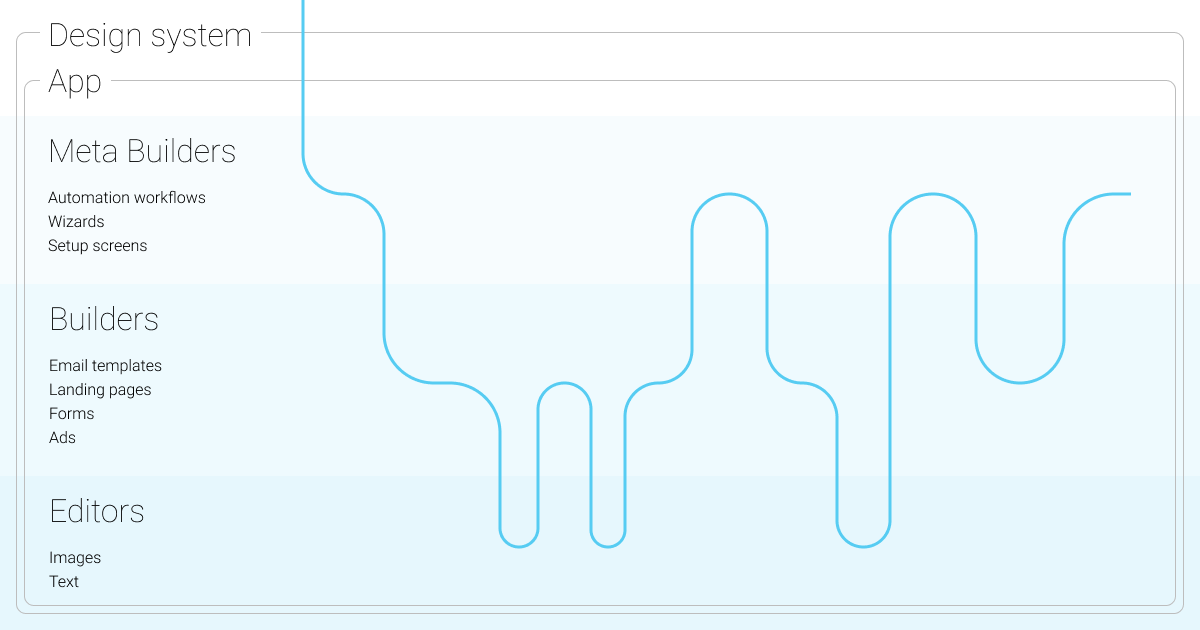 Design system
App
Meta Builders
Automation workflows
Wizards
Setup screens
Builders
Email templates
Landing pages
Forms
Ads
Editors
Images
Text